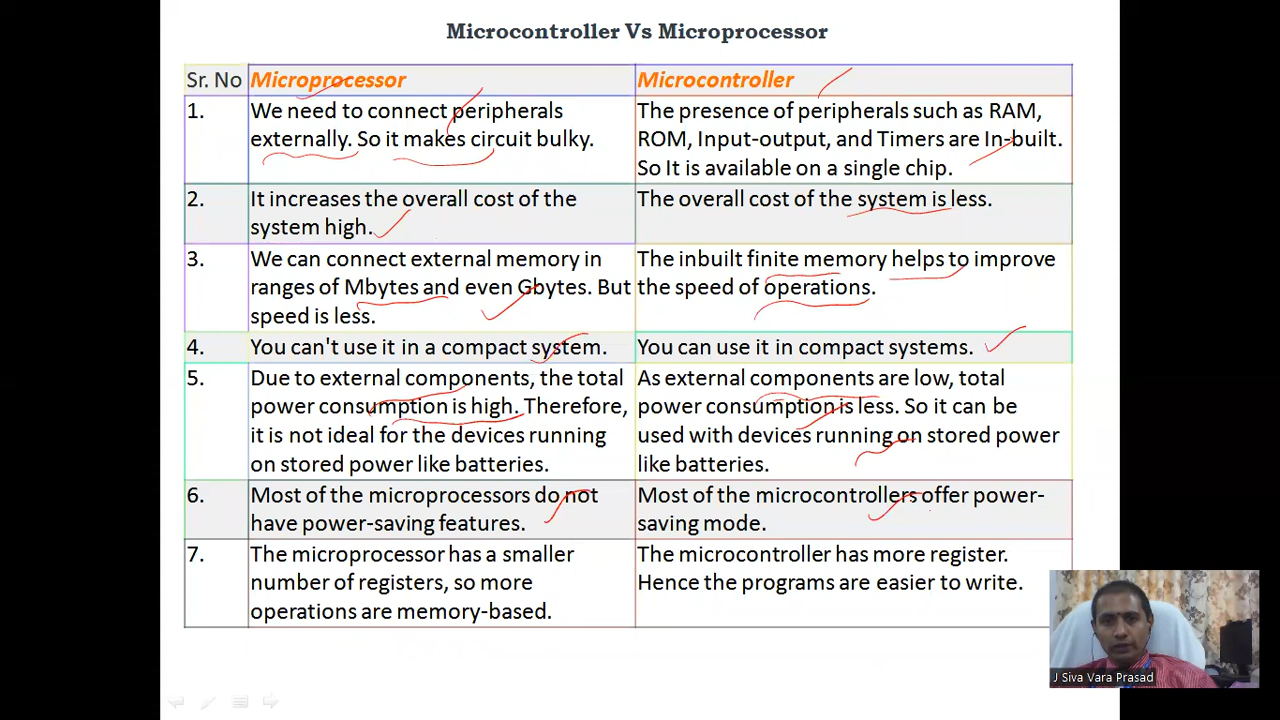 Microcontroller Vs Microprocessor
Sr. No Microprocessor Microcontroller
1.
We need to connect peripherals
externally. So it makes circuit bulky.
The presence of peripherals such as RAM,
ROM, Input-output, and Timers are In-built.
So It is available on a single chip.
2.
It increases the overall cost of the
system high.
The overall cost of the system is less.
3.
We can connect external memory in
ranges of Mbytes and even Gbytes. But
speed is less.
The inbuilt finite memory helps to improve
the speed of operations.
4.
You can't use it in a compact system.
You can use it in compact systems.
5.
Due to external components, the total
power consumption is high. Therefore,
it is not ideal for the devices running
on stored power like batteries.
As external components are low, total
power consumption is less. So it can be
used with devices running on stored power
like batteries.
6.
Most of the microprocessors do not
have power-saving features.
Most of the microcontrollers offer power-
saving mode.
7.
The microprocessor has a smaller
number of registers, so more
operations are memory-based.
The microcontroller has more register.
Hence the programs are easier to write.
J Siva Vara Prasad